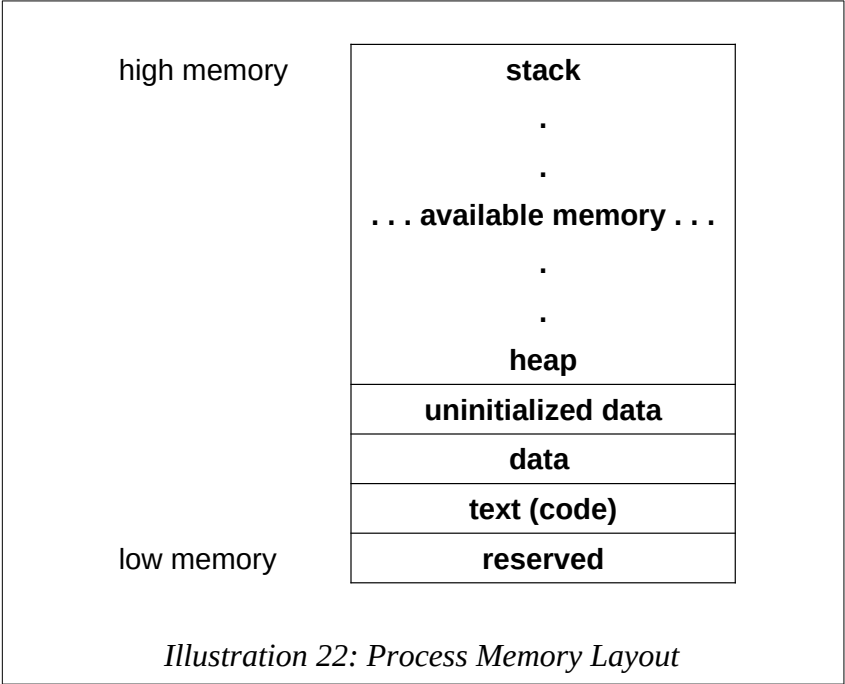 high memory stack
.
.
. . . available memory . . .
.
.
heap
uninitialized data
data
text (code)
low memory reserved
Illustration 22: Process Memory Layout